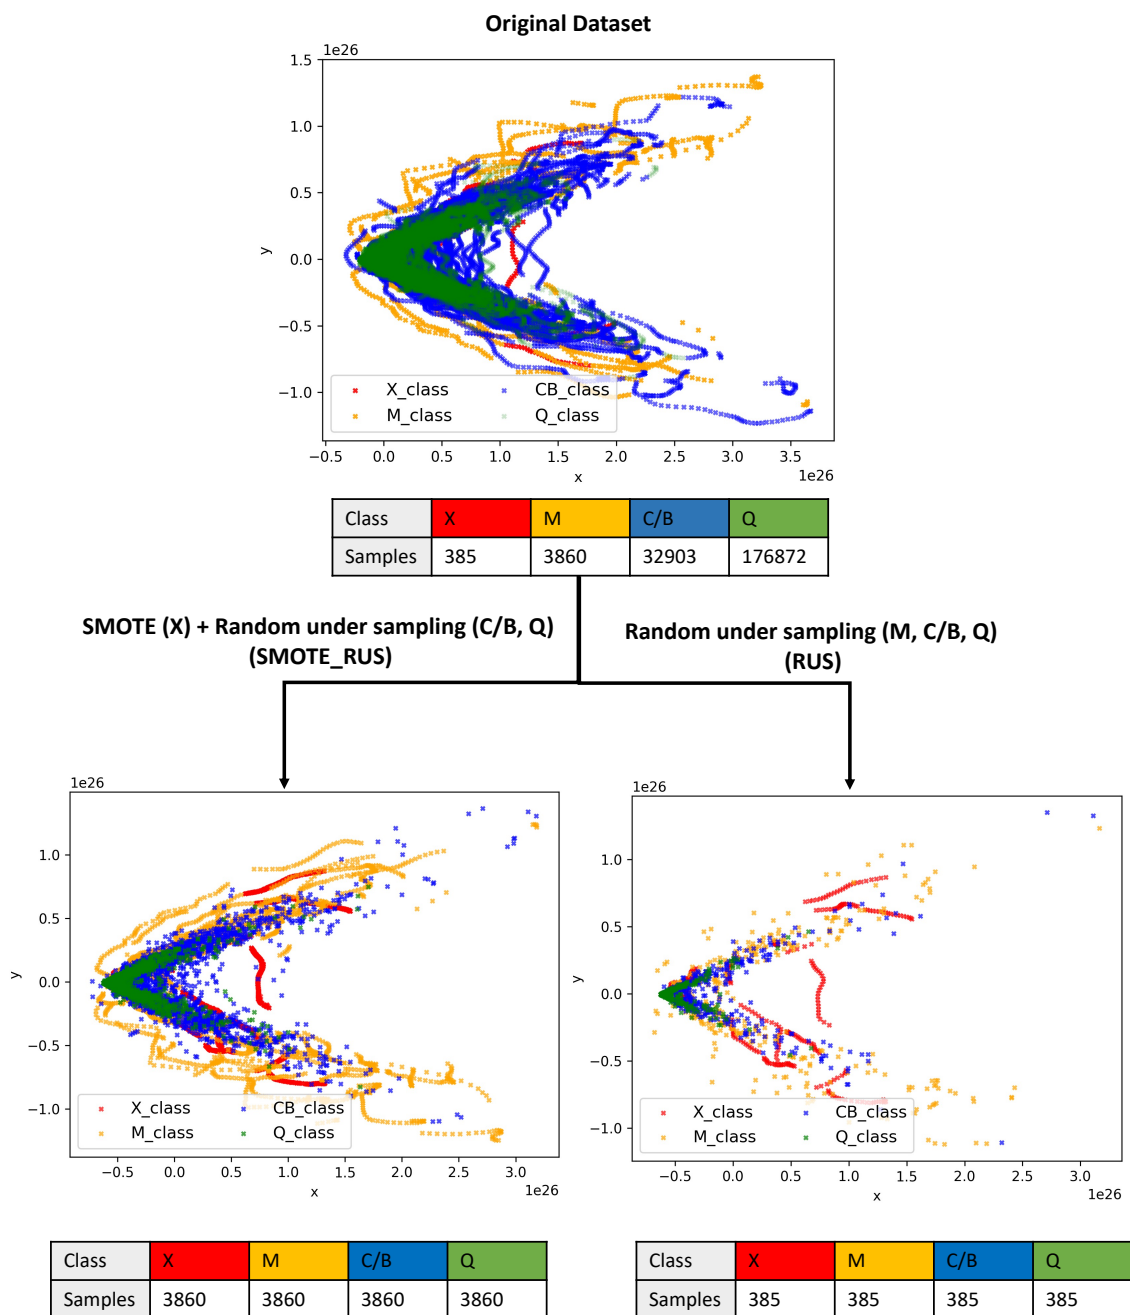 Original Dataset
1e26
1.5
1.0
0.5
0.0
−0.5
−1.0
y
X_class CB_class
M_class Q_class
−0.5 0.0 0.5 1.0 1.5 2.0 2.5 3.0 3.5
1e26
x
Class X M C/B Q
Samples 385 3860 32903 176872
SMOTE (X) + Random under sampling (C/B, Q)
(SMOTE_RUS)
Random under sampling (M, C/B, Q)
(RUS)
1e26
1.0
0.5
0.0
−0.5
−1.0
y
X_class CB_class
M_class Q_class
−0.5 0.0 0.5 1.0 1.5 2.0 2.5 3.0
1e26
x
Class X M C/B Q
Samples 3860 3860 3860 3860
1e26
1.0
0.5
0.0
−0.5
−1.0
y
X_class CB_class
M_class Q_class
−0.5 0.0 0.5 1.0 1.5 2.0 2.5 3.0
1e26
x
Class X M C/B Q
Samples 385 385 385 385